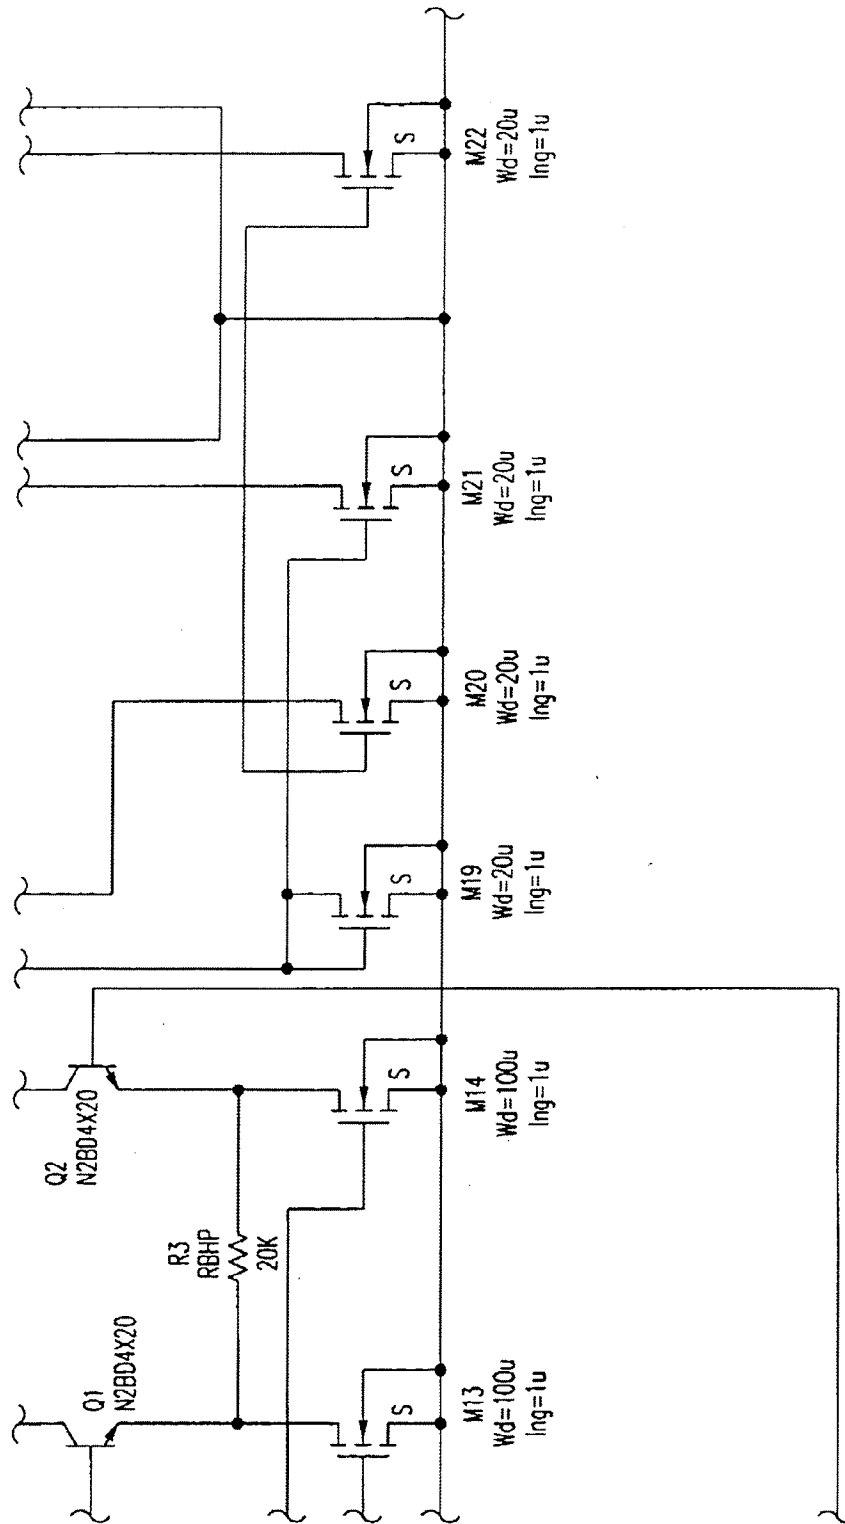 Q1
N2BD4X20
R3
RBHP
20K
Q2
N2BD4X20
S
M13
Wd=100u
lng=1u
S
M14
Wd=100u
lng=1u
S
M19
Wd=20u
lng=1u
S
M20
Wd=20u
lng=1u
S
M21
Wd=20u
lng=1u
S
M22
Wd=20u
lng=1u